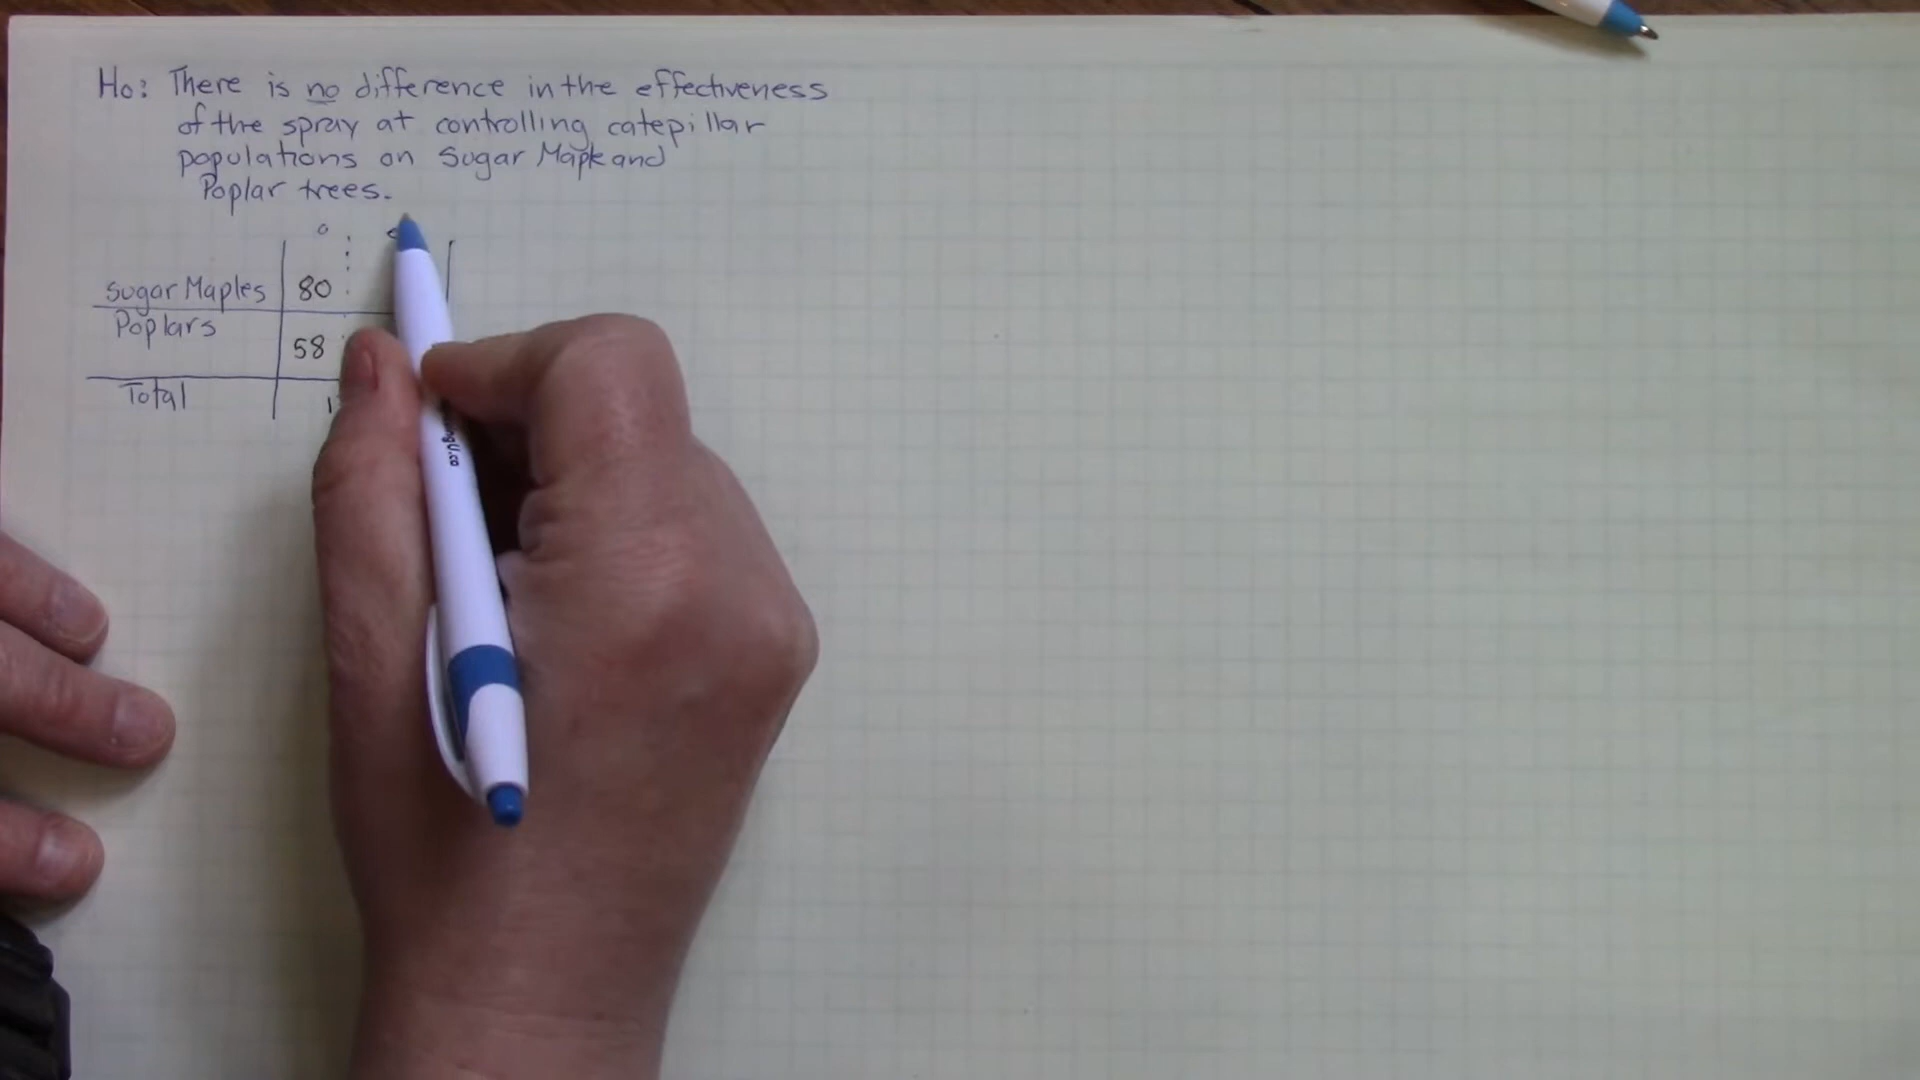 Ho: There is no difference in the effectiveness
of the spray at controlling catepillar
populations on Sugar Maple and
Poplar trees.
o
Sugar Maples 80
Poplars
58
Total